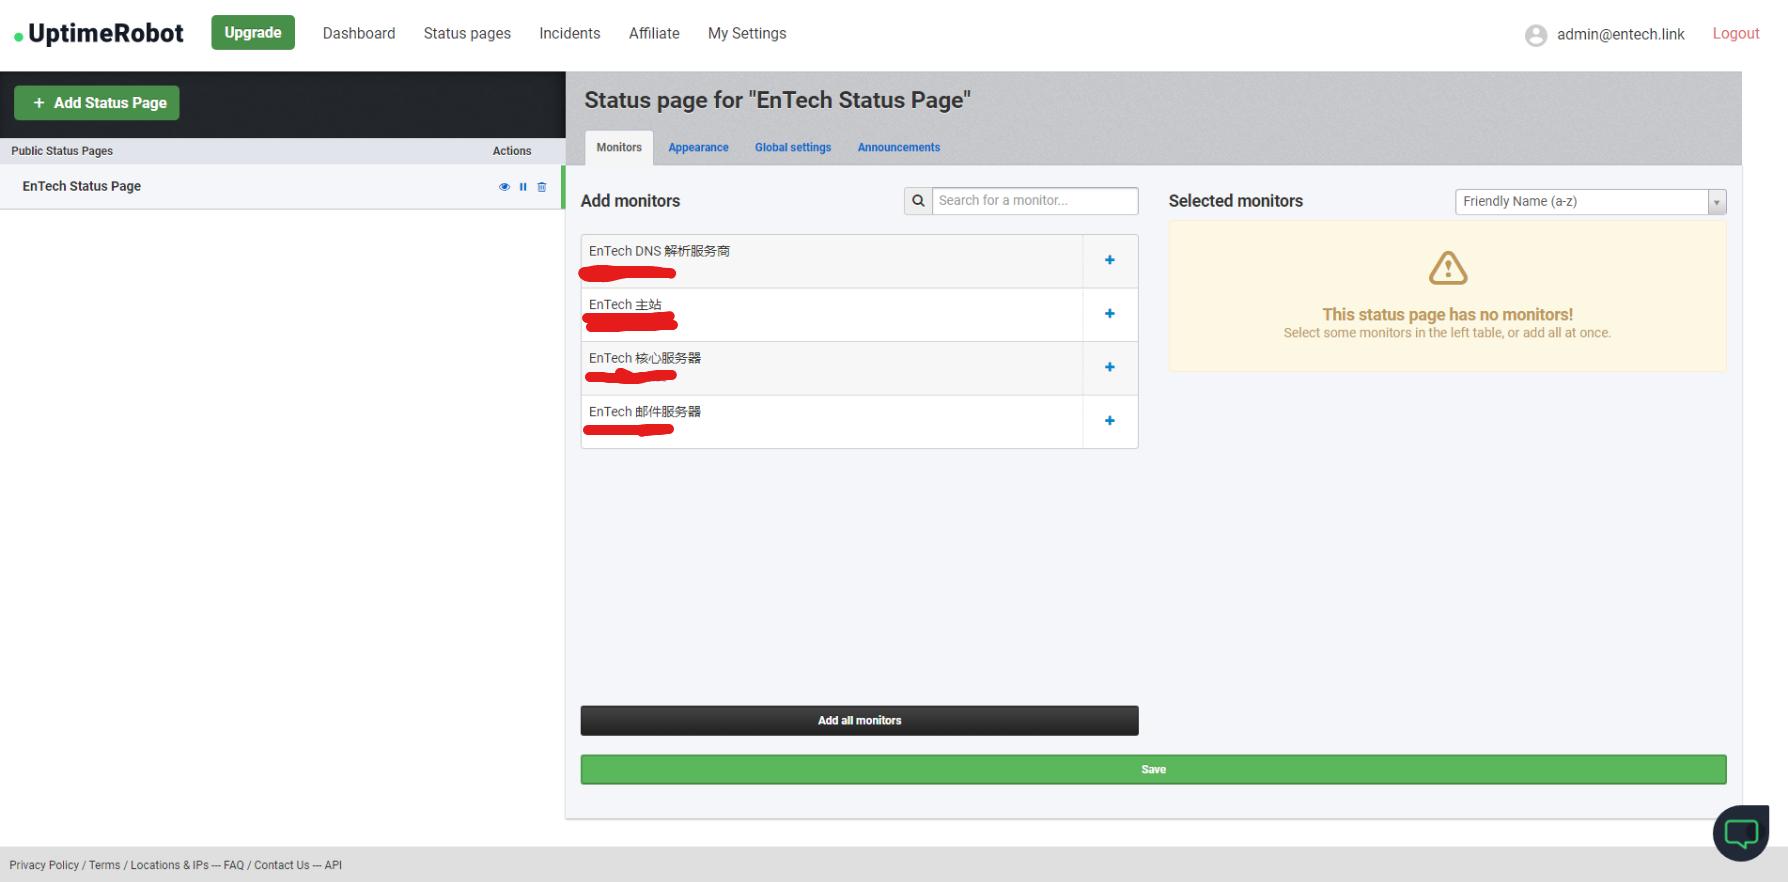 UptimeRobot
Upgrade
Dashboard
Status pages
Incidents
Affiliate
My Settings
admin@entech.link
Logout
+ Add Status Page
Public Status Pages
Actions
EnTech Status Page
Status page for "EnTech Status Page"
Monitors
Appearance
Global settings
Announcements
Add monitors
Search for a monitor...
EnTech DNS 解析服务商
EnTech 主站
EnTech 核心服务器
EnTech 邮件服务器
Add all monitors
Selected monitors
Friendly Name (a-z)
This status page has no monitors!
Select some monitors in the left table, or add all at once.
Save
Privacy Policy / Terms / Locations & IPs --- FAQ / Contact Us --- API